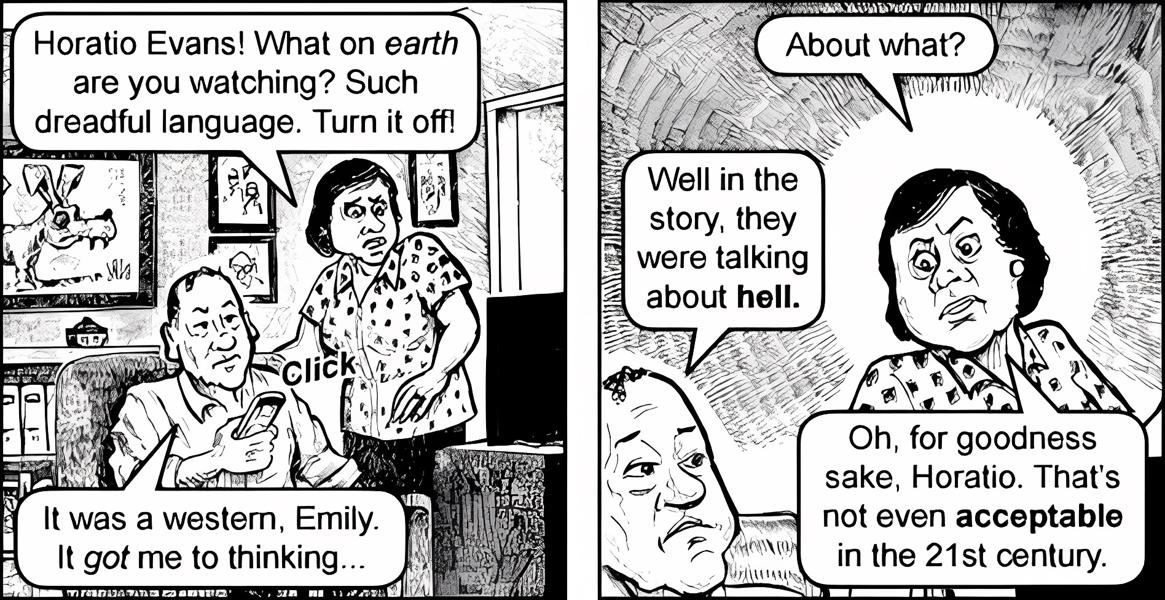 Horatio Evans! What on earth
are you watching? Such
dreadful language. Turn it off!
Click
It was a western, Emily.
It got me to thinking...
About what?
Well in the
story, they
were talking
about hell.
Oh, for goodness
sake, Horatio. That's
not even acceptable
in the 21st century.